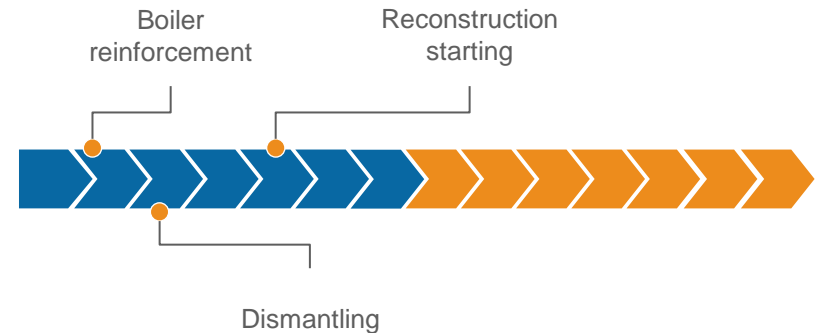 Boiler
reinforcement
Reconstruction
starting
Dismantling